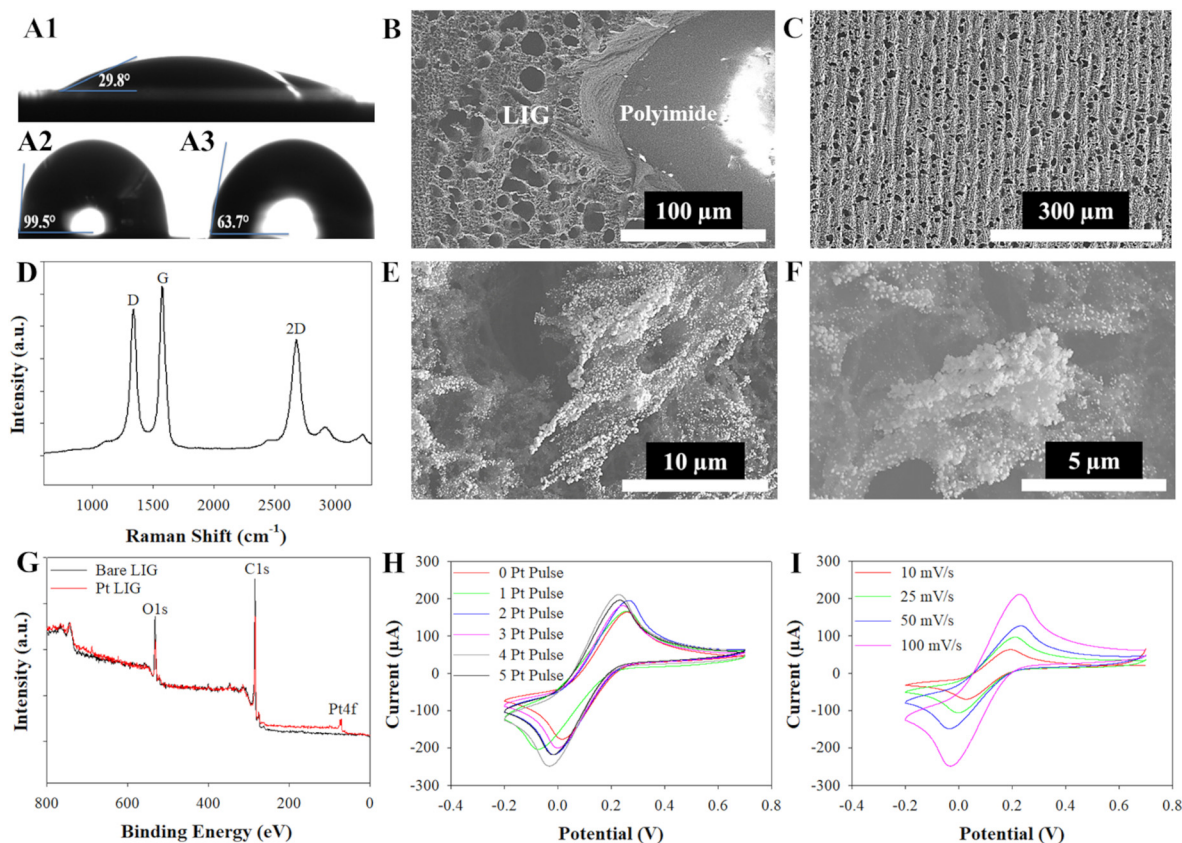 A1
29.8°
A2
99.5°
A3
63.7°
B
LIG
Polyimide
100 µm
C
300 µm
D
D
G
2D
Intensity (a.u.)
1000 1500 2000 2500 3000
Raman Shift (cm⁻¹)
E
10 µm
F
5 µm
G
Bare LIG
Pt LIG
C1s
O1s
Pt4f
Intensity (a.u.)
800 600 400 200 0
Binding Energy (eV)
H
300
200
100
0
-100
-200
-300
0 Pt Pulse
1 Pt Pulse
2 Pt Pulse
3 Pt Pulse
4 Pt Pulse
5 Pt Pulse
Current (µA)
-0.4 -0.2 0.0 0.2 0.4 0.6 0.8
Potential (V)
I
300
200
100
0
-100
-200
-300
10 mV/s
25 mV/s
50 mV/s
100 mV/s
Current (µA)
-0.4 -0.2 0.0 0.2 0.4 0.6 0.8
Potential (V)